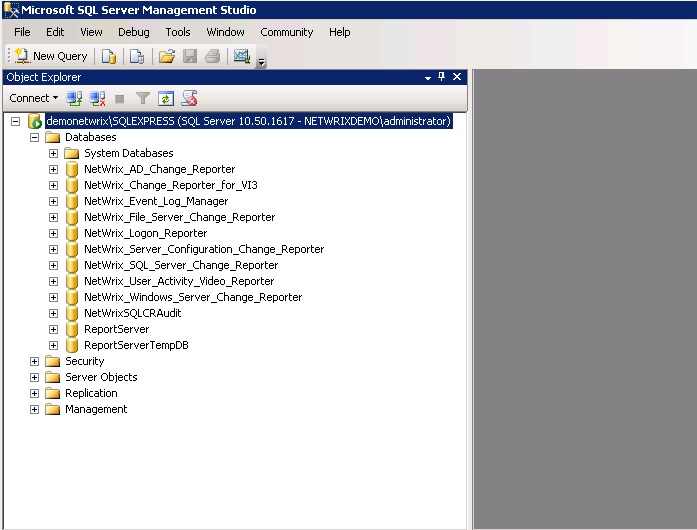 Microsoft SQL Server Management Studio
File Edit View Debug Tools Window Community Help
New Query
Object Explorer
Connect
demonetwrix\SQLEXPRESS (SQL Server 10.50.1617 - NETWRIXDEMO\administrator)
Databases
System Databases
NetWrix_AD_Change_Reporter
NetWrix_Change_Reporter_for_VI3
NetWrix_Event_Log_Manager
NetWrix_File_Server_Change_Reporter
NetWrix_Logon_Reporter
NetWrix_Server_Configuration_Change_Reporter
NetWrix_SQL_Server_Change_Reporter
NetWrix_User_Activity_Video_Reporter
NetWrix_Windows_Server_Change_Reporter
NetWrixSQLCRAudit
ReportServer
ReportServerTempDB
Security
Server Objects
Replication
Management